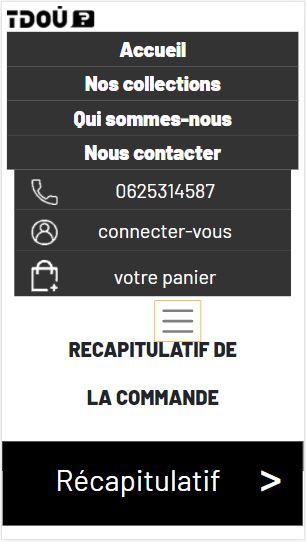 TDOÙ ?
Accueil
Nos collections
Qui sommes-nous
Nous contacter
0625314587
connecter-vous
votre panier
RECAPITULATIF DE
LA COMMANDE
Récapitulatif >